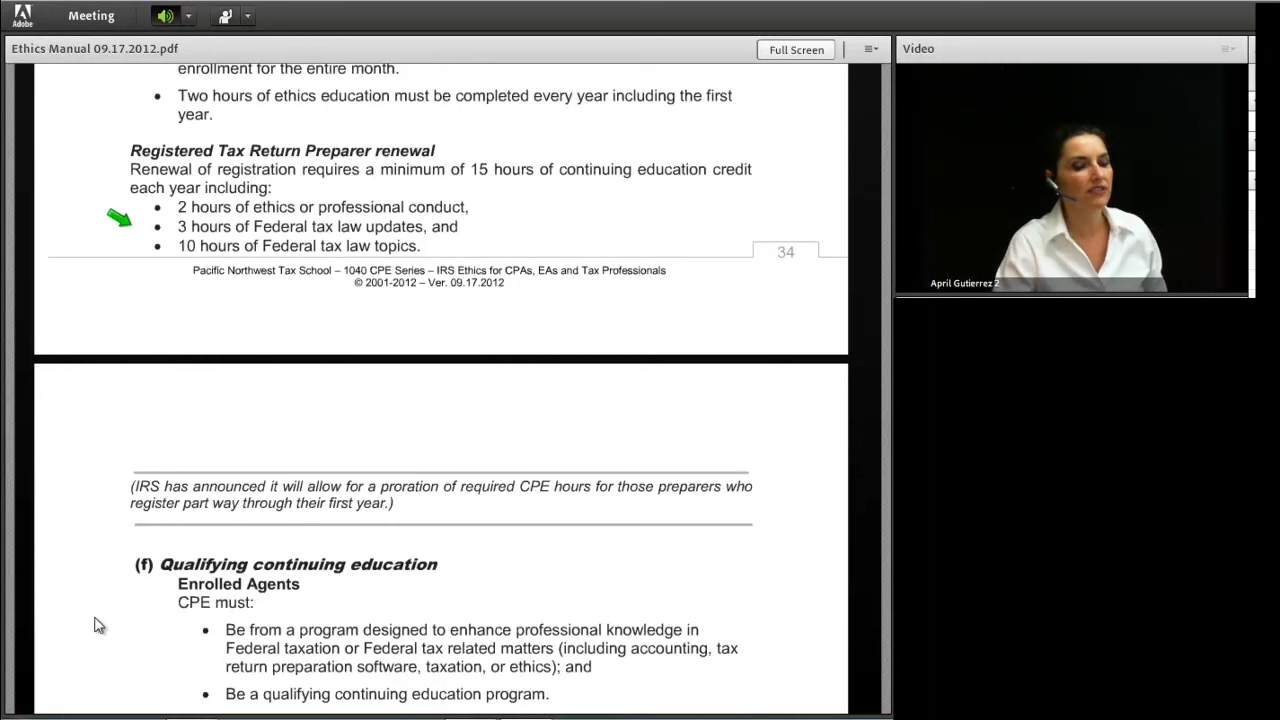 Adobe
Meeting
Ethics Manual 09.17.2012.pdf
Full Screen
Video
enrollment for the entire month.
• Two hours of ethics education must be completed every year including the first
year.
Registered Tax Return Preparer renewal
Renewal of registration requires a minimum of 15 hours of continuing education credit
each year including:
• 2 hours of ethics or professional conduct,
• 3 hours of Federal tax law updates, and
• 10 hours of Federal tax law topics.
34
Pacific Northwest Tax School – 1040 CPE Series – IRS Ethics for CPAs, EAs and Tax Professionals
© 2001-2012 – Ver. 09.17.2012
April Gutierrez 2
(IRS has announced it will allow for a proration of required CPE hours for those preparers who
register part way through their first year.)
(f) Qualifying continuing education
Enrolled Agents
CPE must:
• Be from a program designed to enhance professional knowledge in
Federal taxation or Federal tax related matters (including accounting, tax
return preparation software, taxation, or ethics); and
• Be a qualifying continuing education program.